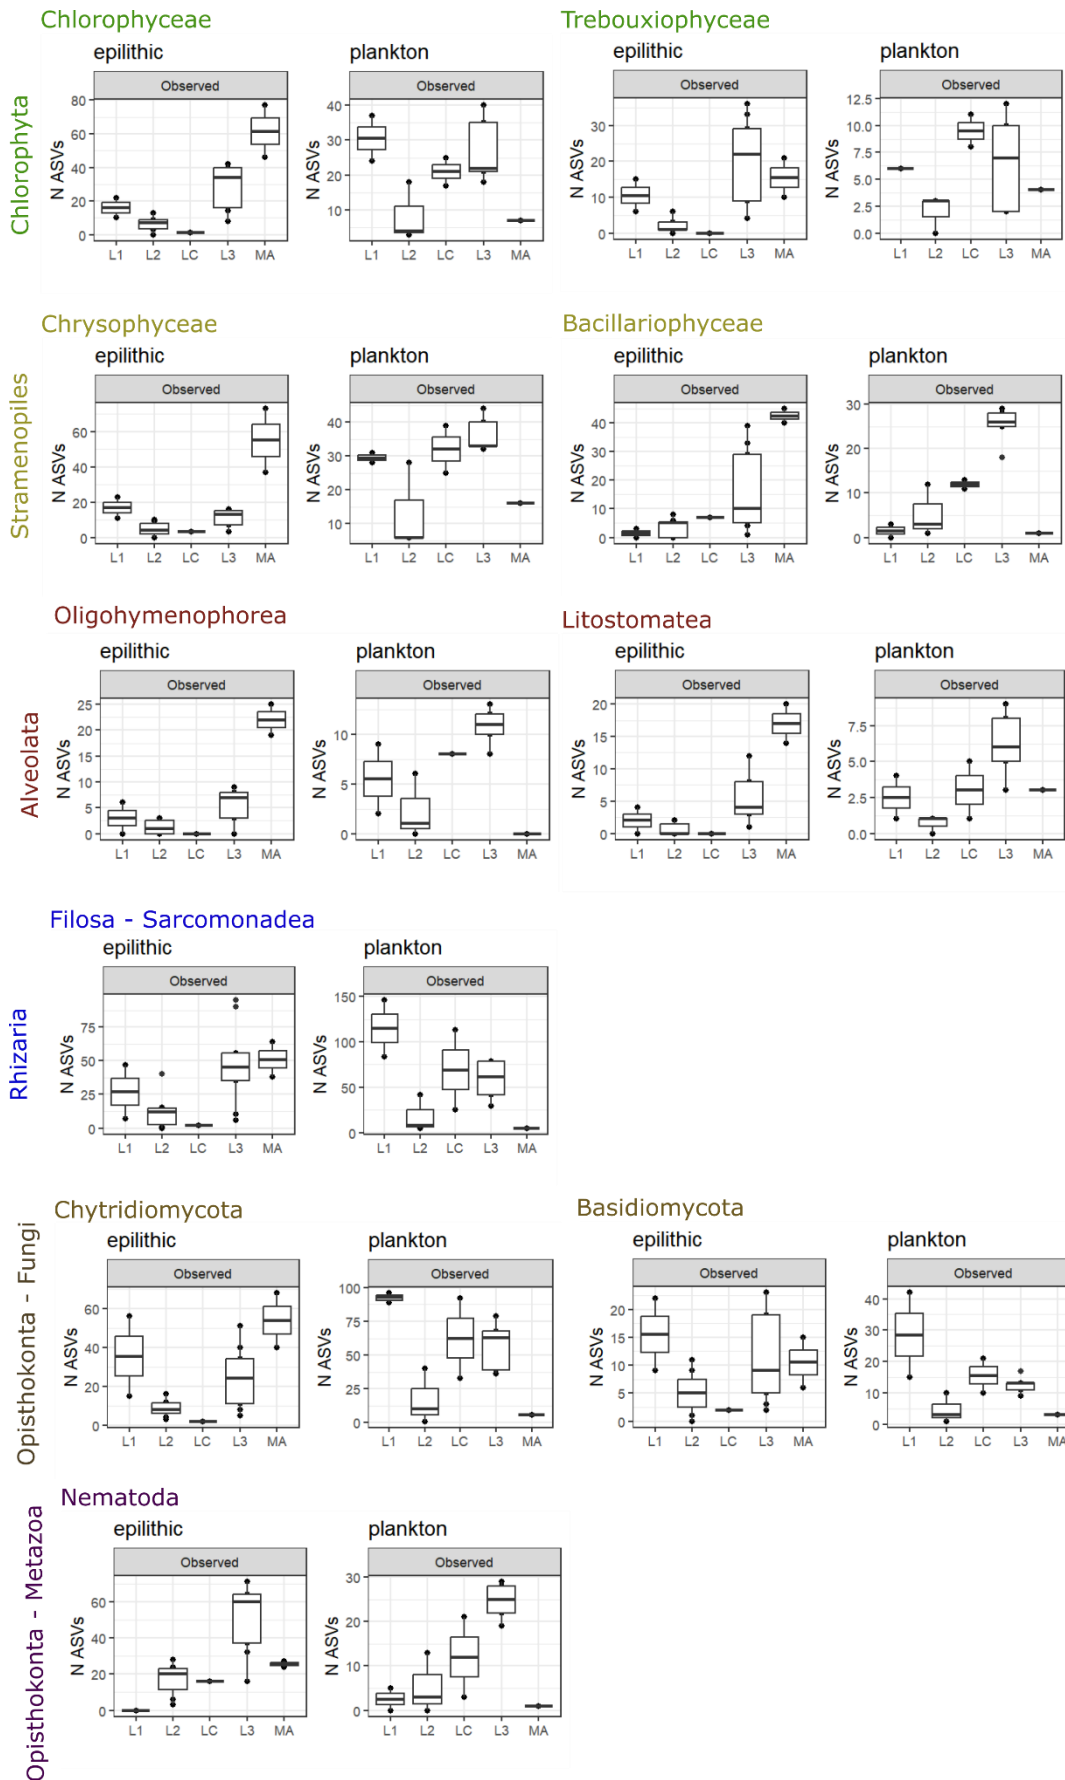 Chlorophyceae
Trebouxiophyceae
Chlorophyta
epilithic
plankton
epilithic
plankton
Observed
Observed
Observed
Observed
N ASVs
80
60
40
20
0
L1 L2 LC L3 MA
N ASVs
40
30
20
10
L1 L2 LC L3 MA
N ASVs
30
20
10
0
L1 L2 LC L3 MA
N ASVs
12.5
10.0
7.5
5.0
2.5
0.0
L1 L2 LC L3 MA
Chrysophyceae
Bacillariophyceae
Stramenopiles
epilithic
plankton
epilithic
plankton
Observed
Observed
Observed
Observed
N ASVs
60
40
20
0
L1 L2 LC L3 MA
N ASVs
40
30
20
10
L1 L2 LC L3 MA
N ASVs
40
30
20
10
0
L1 L2 LC L3 MA
N ASVs
30
20
10
0
L1 L2 LC L3 MA
Oligohymenophorea
Litostomatea
Alveolata
epilithic
plankton
epilithic
plankton
Observed
Observed
Observed
Observed
N ASVs
25
20
15
10
5
0
L1 L2 LC L3 MA
N ASVs
10
5
0
L1 L2 LC L3 MA
N ASVs
20
15
10
5
0
L1 L2 LC L3 MA
N ASVs
7.5
5.0
2.5
0.0
L1 L2 LC L3 MA
Filosa - Sarcomonadea
Rhizaria
epilithic
plankton
Observed
Observed
N ASVs
75
50
25
0
L1 L2 LC L3 MA
N ASVs
150
100
50
0
L1 L2 LC L3 MA
Chytridiomycota
Basidiomycota
Opisthokonta - Fungi
epilithic
plankton
epilithic
plankton
Observed
Observed
Observed
Observed
N ASVs
60
40
20
0
L1 L2 LC L3 MA
N ASVs
100
75
50
25
0
L1 L2 LC L3 MA
N ASVs
20
15
10
5
0
L1 L2 LC L3 MA
N ASVs
40
30
20
10
0
L1 L2 LC L3 MA
Nematoda
Opisthokonta - Metazoa
epilithic
plankton
Observed
Observed
N ASVs
60
40
20
0
L1 L2 LC L3 MA
N ASVs
30
20
10
0
L1 L2 LC L3 MA